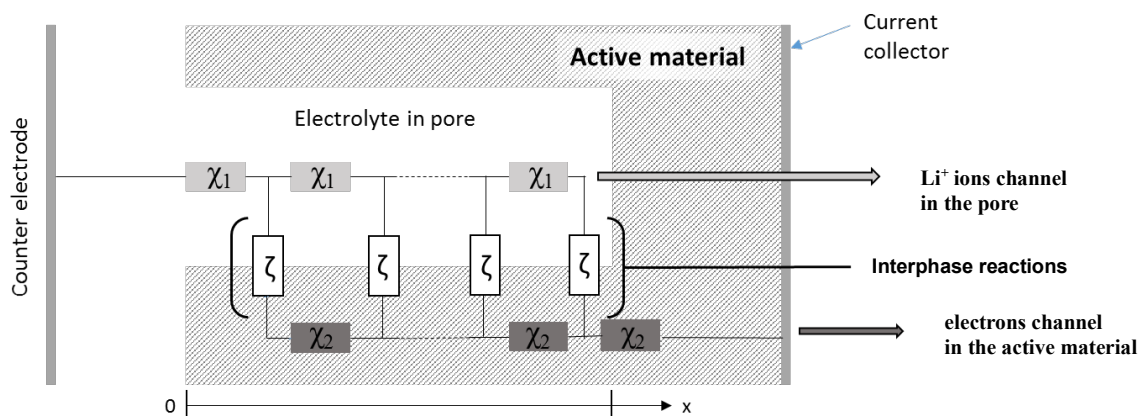 Current
collector
Active material
Electrolyte in pore
Counter electrode
χ1
χ1
χ1
Li+ ions channel
in the pore
ζ
ζ
ζ
ζ
Interphase reactions
χ2
χ2
χ2
electrons channel
in the active material
0
x